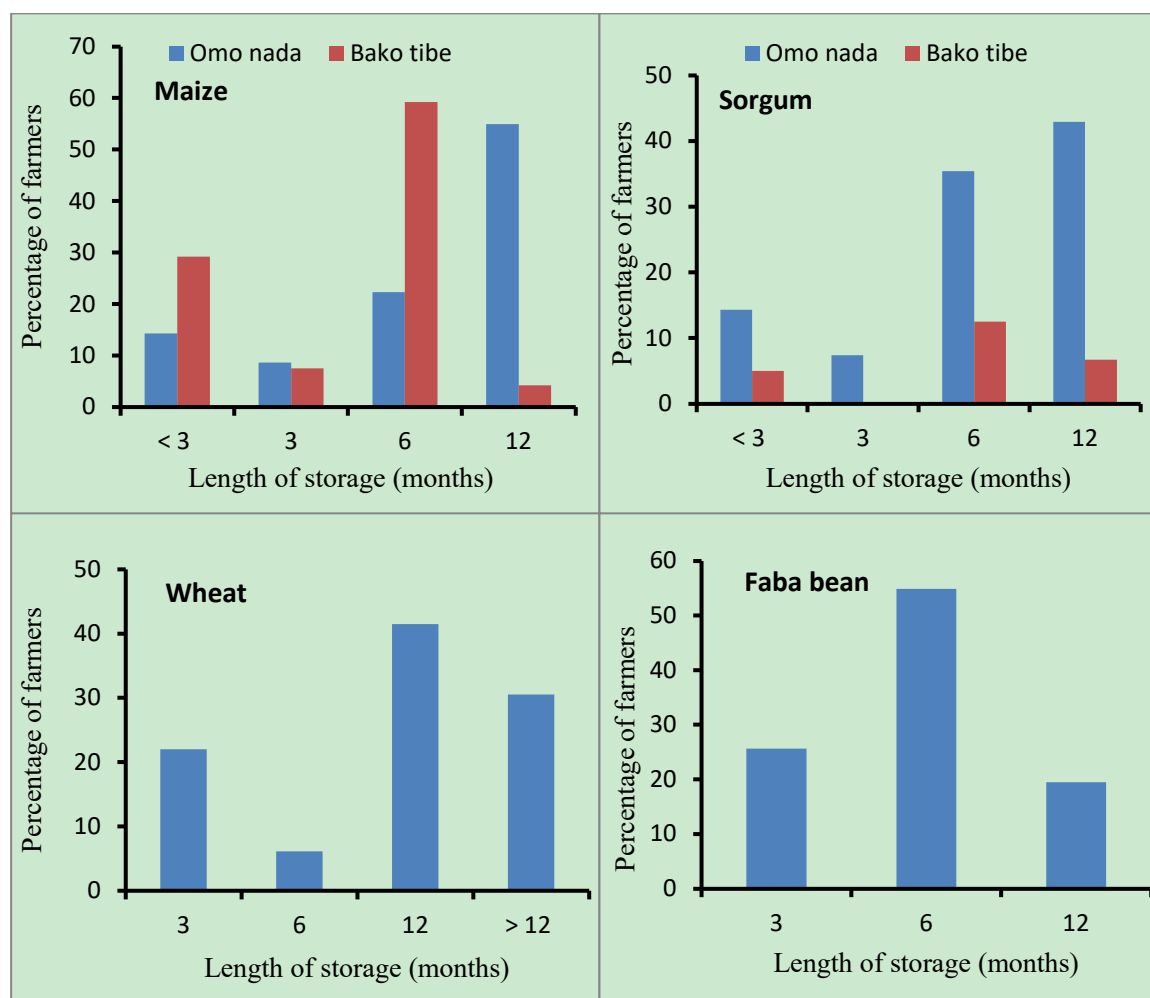 Omo nada Bako tibe
Maize
Percentage of farmers
70
60
50
40
30
20
10
0
< 3 3 6 12
Length of storage (months)
Omo nada Bako tibe
Sorgum
Percentage of farmers
50
40
30
20
10
0
< 3 3 6 12
Length of storage (months)
Wheat
Percentage of farmers
50
40
30
20
10
0
3 6 12 > 12
Length of storage (months)
Faba bean
Percentage of farmers
60
50
40
30
20
10
0
3 6 12
Length of storage (months)